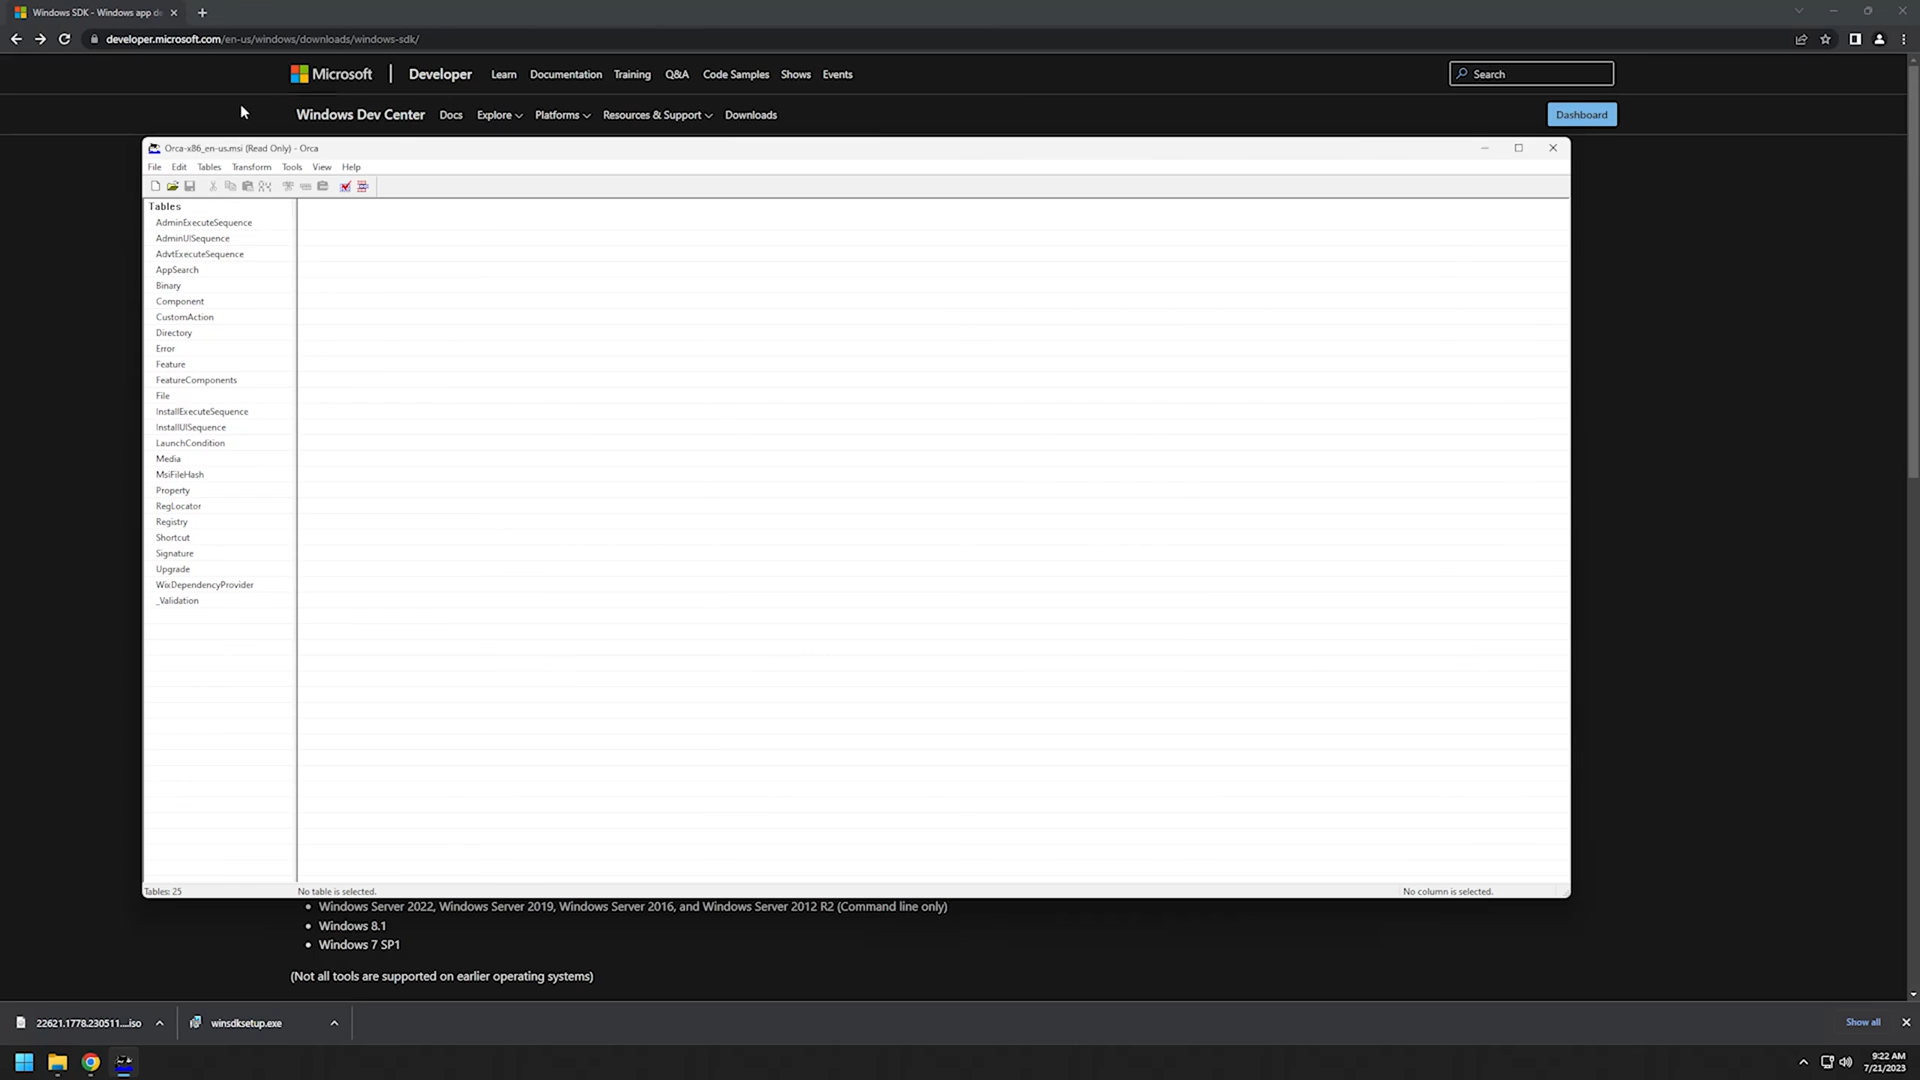 Windows SDK - Windows app de
developer.microsoft.com/en-us/windows/downloads/windows-sdk/
Microsoft
Developer Learn Documentation Training Q&A Code Samples Shows Events
Search
Windows Dev Center Docs Explore Platforms Resources & Support Downloads
Dashboard
Orca-x86_en-us.msi (Read Only) - Orca
File Edit Tables Transform Tools View Help
Tables
AdminExecuteSequence
AdminUISequence
AdvtExecuteSequence
AppSearch
Binary
Component
CustomAction
Directory
Error
Feature
FeatureComponents
File
InstallExecuteSequence
InstallUISequence
LaunchCondition
Media
MsiFileHash
Property
RegLocator
Registry
Shortcut
Signature
Upgrade
WixDependencyProvider
_Validation
Tables: 25
No table is selected.
No column is selected.
Windows Server 2022, Windows Server 2019, Windows Server 2016, and Windows Server 2012 R2 (Command line only)
Windows 8.1
Windows 7 SP1
(Not all tools are supported on earlier operating systems)
22621.1778.230511....iso
winsdksetup.exe
Show all
9:22 AM
7/21/2023